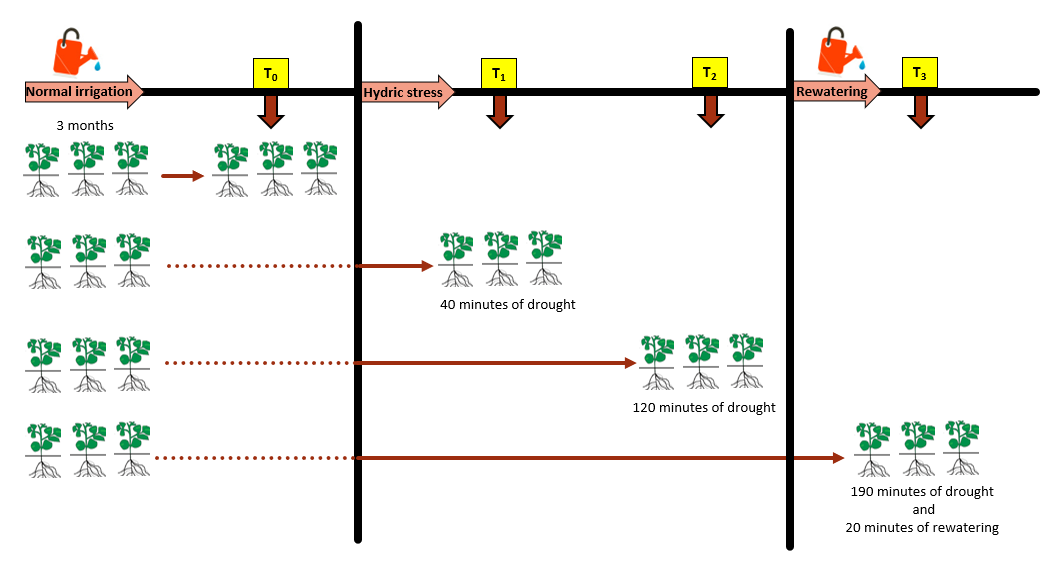 Normal irrigation
T₀
Hydric stress
T₁
T₂
Rewatering
T₃
3 months
40 minutes of drought
120 minutes of drought
190 minutes of drought
and
20 minutes of rewatering